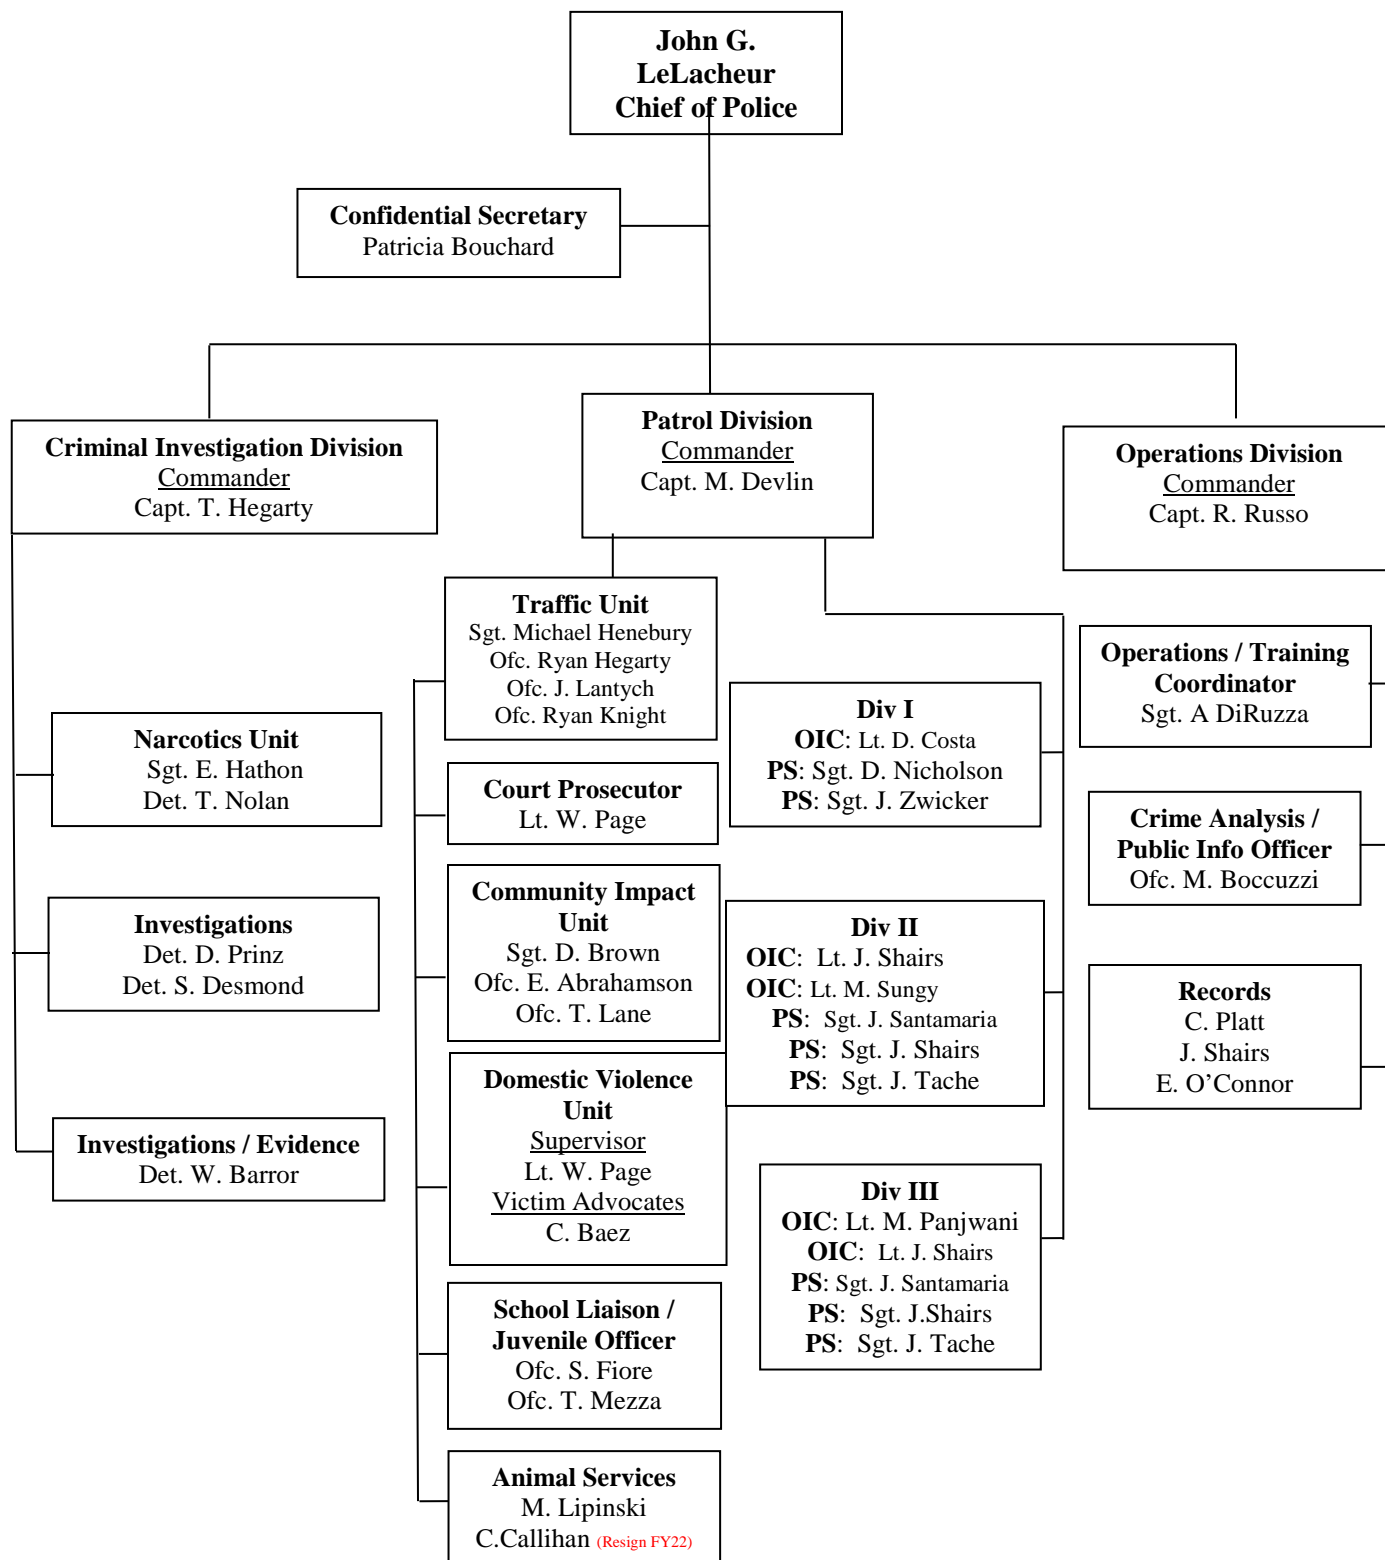 John G.
LeLacheur
Chief of Police
Confidential Secretary
Patricia Bouchard
Criminal Investigation Division
Commander
Capt. T. Hegarty
Patrol Division
Commander
Capt. M. Devlin
Operations Division
Commander
Capt. R. Russo
Narcotics Unit
Sgt. E. Hathon
Det. T. Nolan
Investigations
Det. D. Prinz
Det. S. Desmond
Investigations / Evidence
Det. W. Barror
Traffic Unit
Sgt. Michael Henebury
Ofc. Ryan Hegarty
Ofc. J. Lantych
Ofc. Ryan Knight
Court Prosecutor
Lt. W. Page
Community Impact
Unit
Sgt. D. Brown
Ofc. E. Abrahamson
Ofc. T. Lane
Domestic Violence
Unit
Supervisor
Lt. W. Page
Victim Advocates
C. Baez
School Liaison /
Juvenile Officer
Ofc. S. Fiore
Ofc. T. Mezza
Animal Services
M. Lipinski
C.Callihan (Resign FY22)
Div I
OIC: Lt. D. Costa
PS: Sgt. D. Nicholson
PS: Sgt. J. Zwicker
Div II
OIC: Lt. J. Shairs
OIC: Lt. M. Sungy
PS: Sgt. J. Santamaria
PS: Sgt. J. Shairs
PS: Sgt. J. Tache
Div III
OIC: Lt. M. Panjwani
OIC: Lt. J. Shairs
PS: Sgt. J. Santamaria
PS: Sgt. J.Shairs
PS: Sgt. J. Tache
Operations / Training
Coordinator
Sgt. A DiRuzza
Crime Analysis /
Public Info Officer
Ofc. M. Boccuzzi
Records
C. Platt
J. Shairs
E. O’Connor